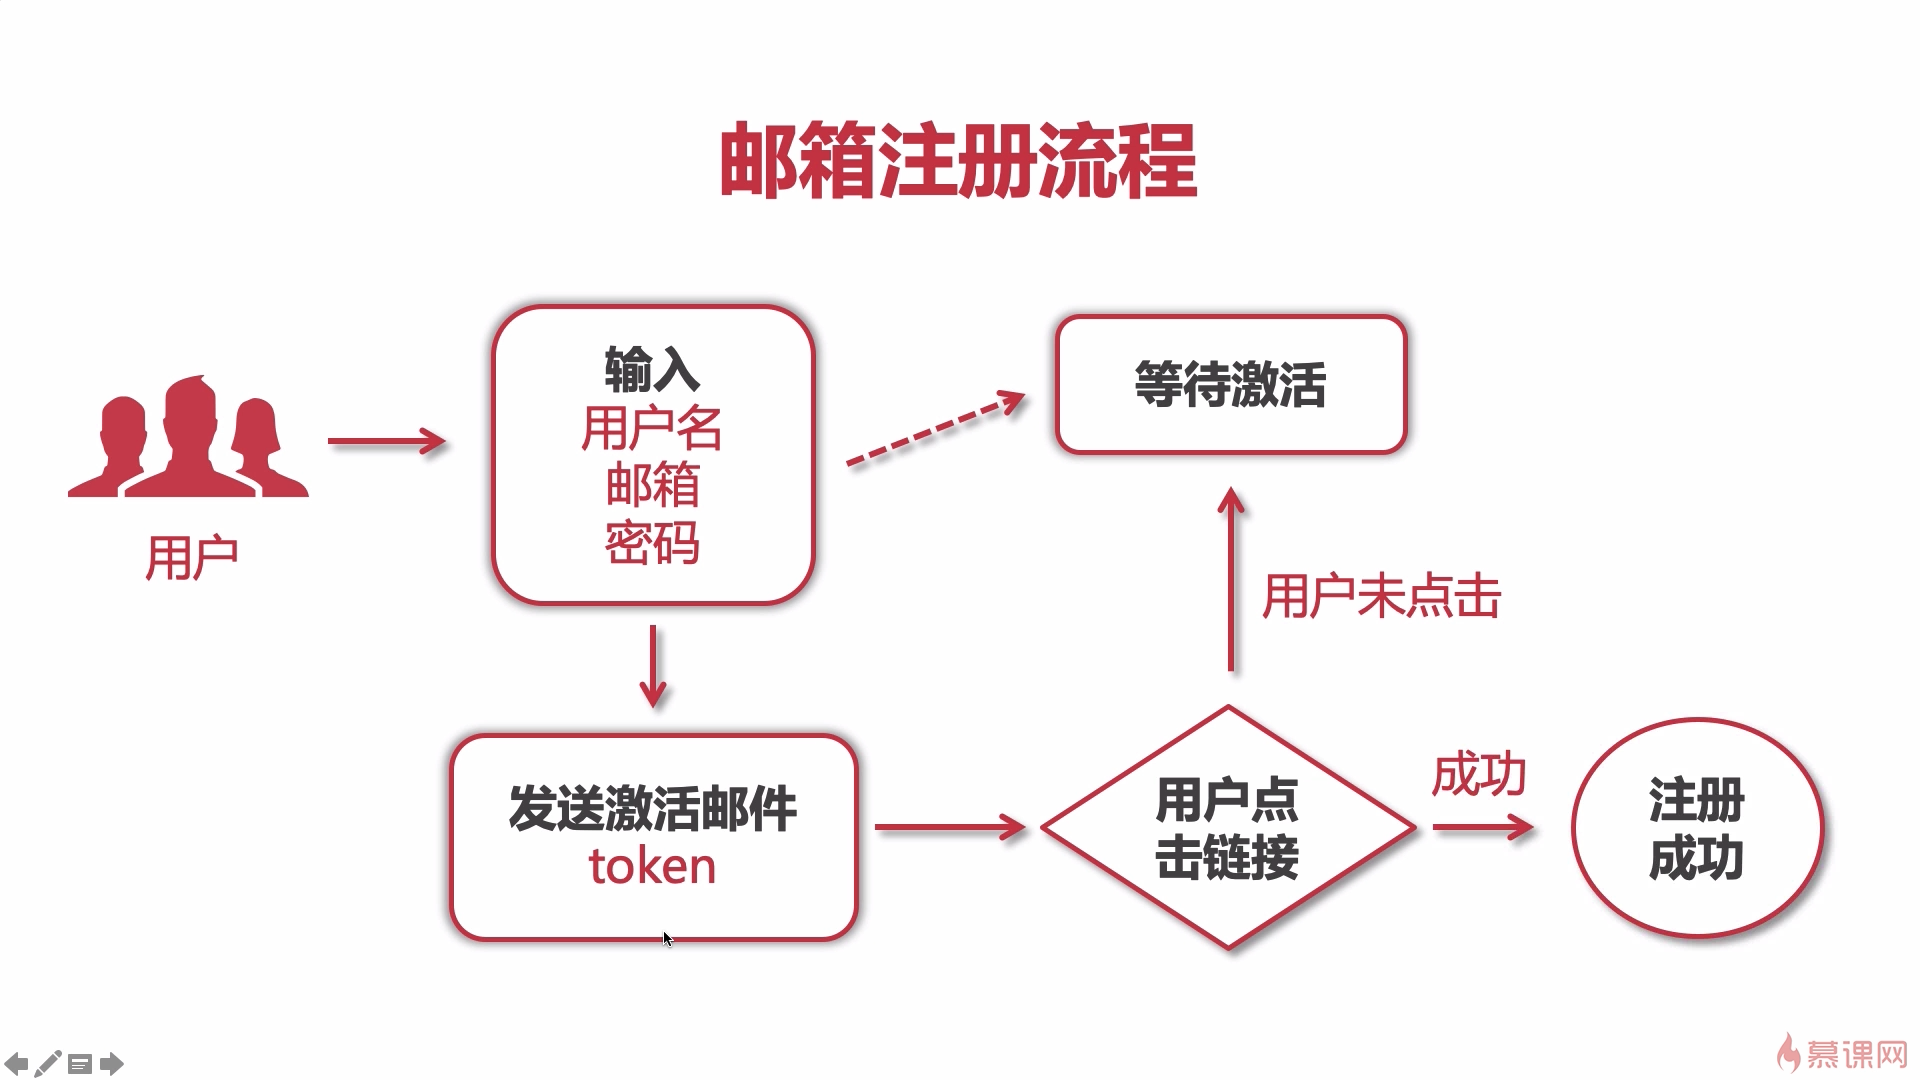 邮箱注册流程
用户
输入
用户名
邮箱
密码
等待激活
用户未点击
发送激活邮件
token
用户点
击链接
成功
注册
成功
慕课网